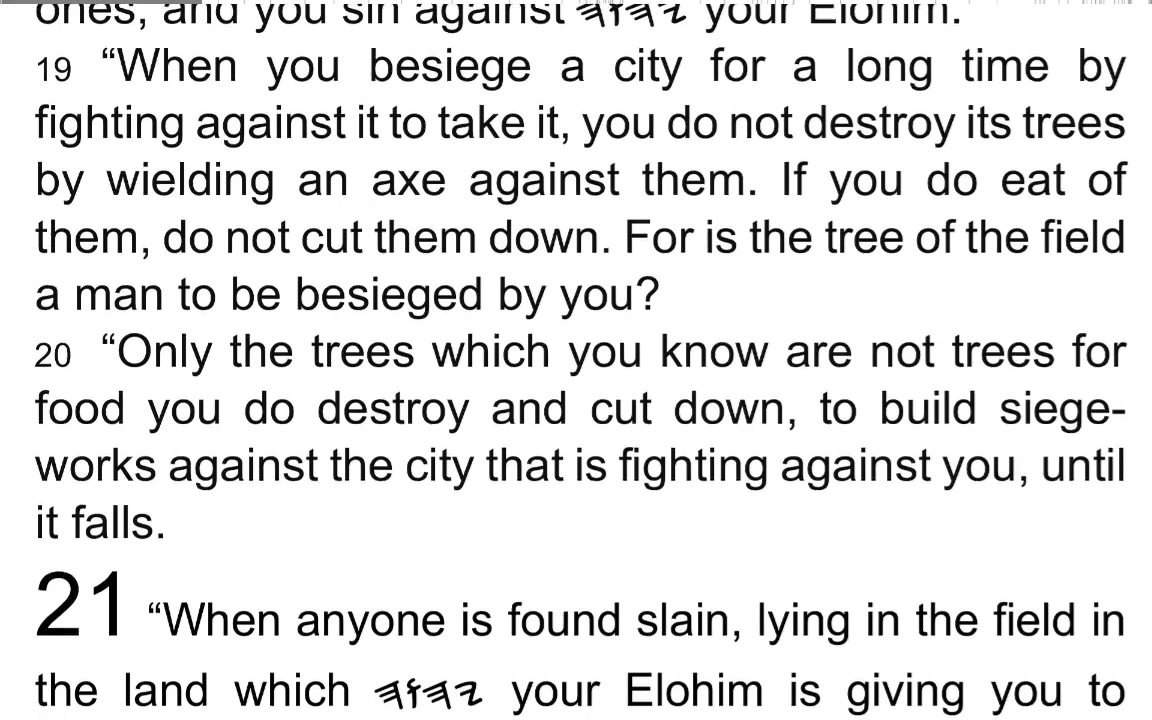 ones, and you sin against 𐤉𐤄𐤅𐤄 your Elohim.
19 “When you besiege a city for a long time by
fighting against it to take it, you do not destroy its trees
by wielding an axe against them. If you do eat of
them, do not cut them down. For is the tree of the field
a man to be besieged by you?
20 “Only the trees which you know are not trees for
food you do destroy and cut down, to build siege-
works against the city that is fighting against you, until
it falls.
21 “When anyone is found slain, lying in the field in
the land which 𐤉𐤄𐤅𐤄 your Elohim is giving you to